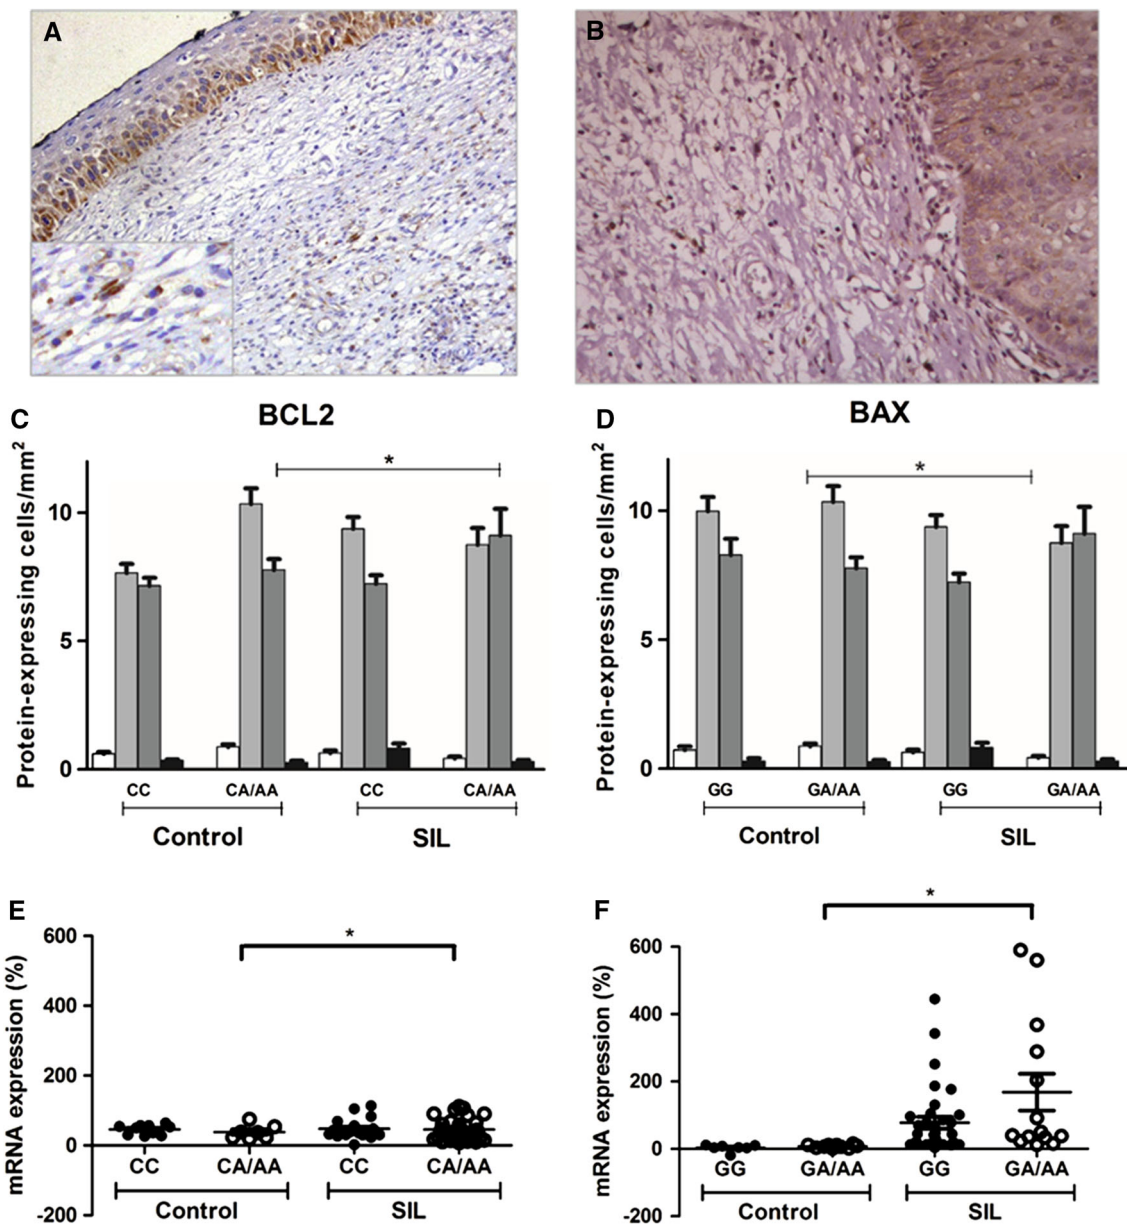 A
B
BCL2
BAX
C
Protein-expressing cells/mm2
10
5
0
*
CC
CA/AA
CC
CA/AA
Control
SIL
D
Protein-expressing cells/mm2
10
5
0
*
GG
GA/AA
GG
GA/AA
Control
SIL
E
mRNA expression (%)
600
400
200
0
-200
*
CC
CA/AA
CC
CA/AA
Control
SIL
F
mRNA expression (%)
600
400
200
0
-200
*
GG
GA/AA
GG
GA/AA
Control
SIL